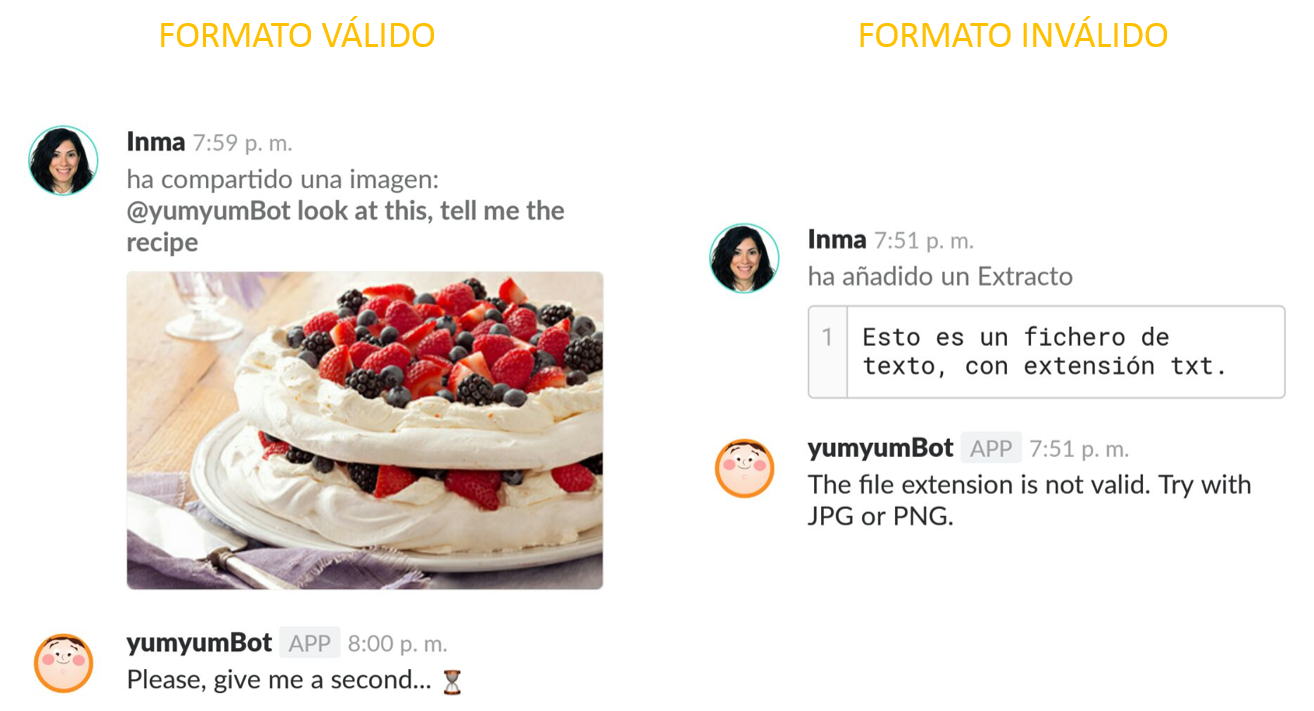 FORMATO VÁLIDO
Inma 7:59 p. m.
ha compartido una imagen:
@yumyumBot look at this, tell me the
recipe
yumyumBot APP 8:00 p. m.
Please, give me a second...
FORMATO INVÁLIDO
Inma 7:51 p. m.
ha añadido un Extracto
1 Esto es un fichero de
texto, con extensión txt.
yumyumBot APP 7:51 p. m.
The file extension is not valid. Try with
JPG or PNG.